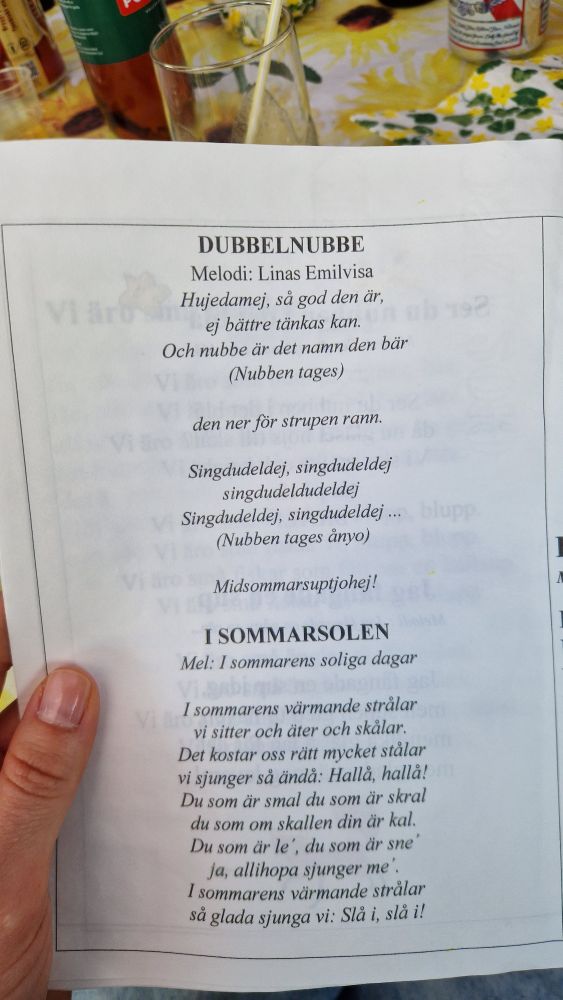 DUBBELNUBBE
Melodi: Linas Emilvisa
Hujedamej, så god den är,
ej bättre tänkas kan.
Och nubbe är det namn den bär
(Nubben tages)
den ner för strupen rann.
Singdudeldej, singdudeldej
singdudeldudeldej
Singdudeldej, singdudeldej ...
(Nubben tages ånyo)
Midsommarsuptjohej!
I SOMMARSOLEN
Mel: I sommarens soliga dagar
I sommarens värmande strålar
vi sitter och äter och skålar.
Det kostar oss rätt mycket stålar
vi sjunger så ändå: Hallå, hallå!
Du som är smal du som är skral
du som om skallen din är kal.
Du som är le´, du som är sne´
ja, allihopa sjunger me´.
I sommarens värmande strålar
så glada sjunga vi: Slå i, slå i!